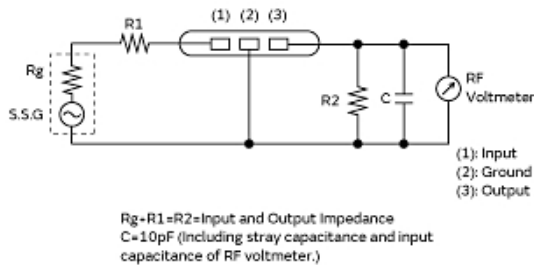 R1
(1) (2) (3)
Rg
S.S.G
R2
C
RF
Voltmeter
(1): Input
(2): Ground
(3): Output
Rg+R1=R2=Input and Output Impedance
C=10pF (Including stray capacitance and input
capacitance of RF voltmeter.)